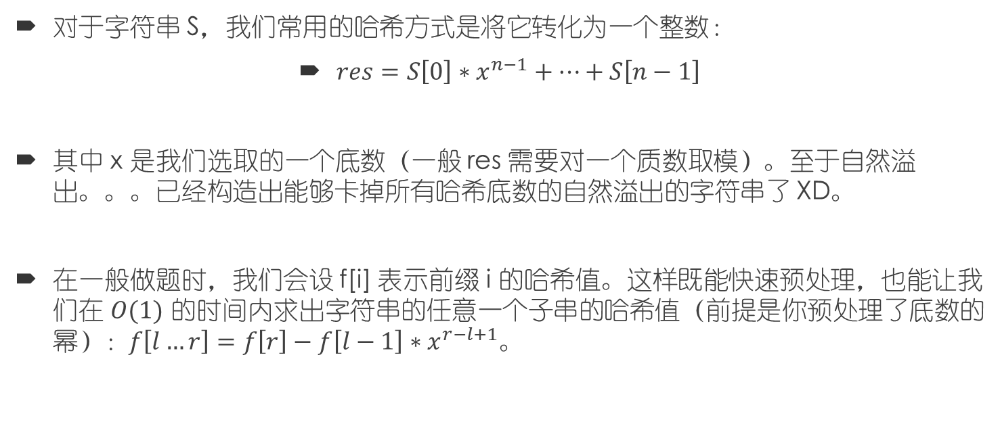 对于字符串 S，我们常用的哈希方式是将它转化为一个整数：
res = S[0] ∗ x^{n−1} + ⋯ + S[n − 1]
其中 x 是我们选取的一个底数（一般 res 需要对一个质数取模）。至于自然溢
出。。。已经构造出能够卡掉所有哈希底数的自然溢出的字符串了 XD。
在一般做题时，我们会设 f[i] 表示前缀 i 的哈希值。这样既能快速预处理，也能让我
们在 O(1) 的时间内求出字符串的任意一个子串的哈希值（前提是你预处理了底数的
幂）：f[l … r] = f[r] − f[l − 1] ∗ x^{r−l+1}。